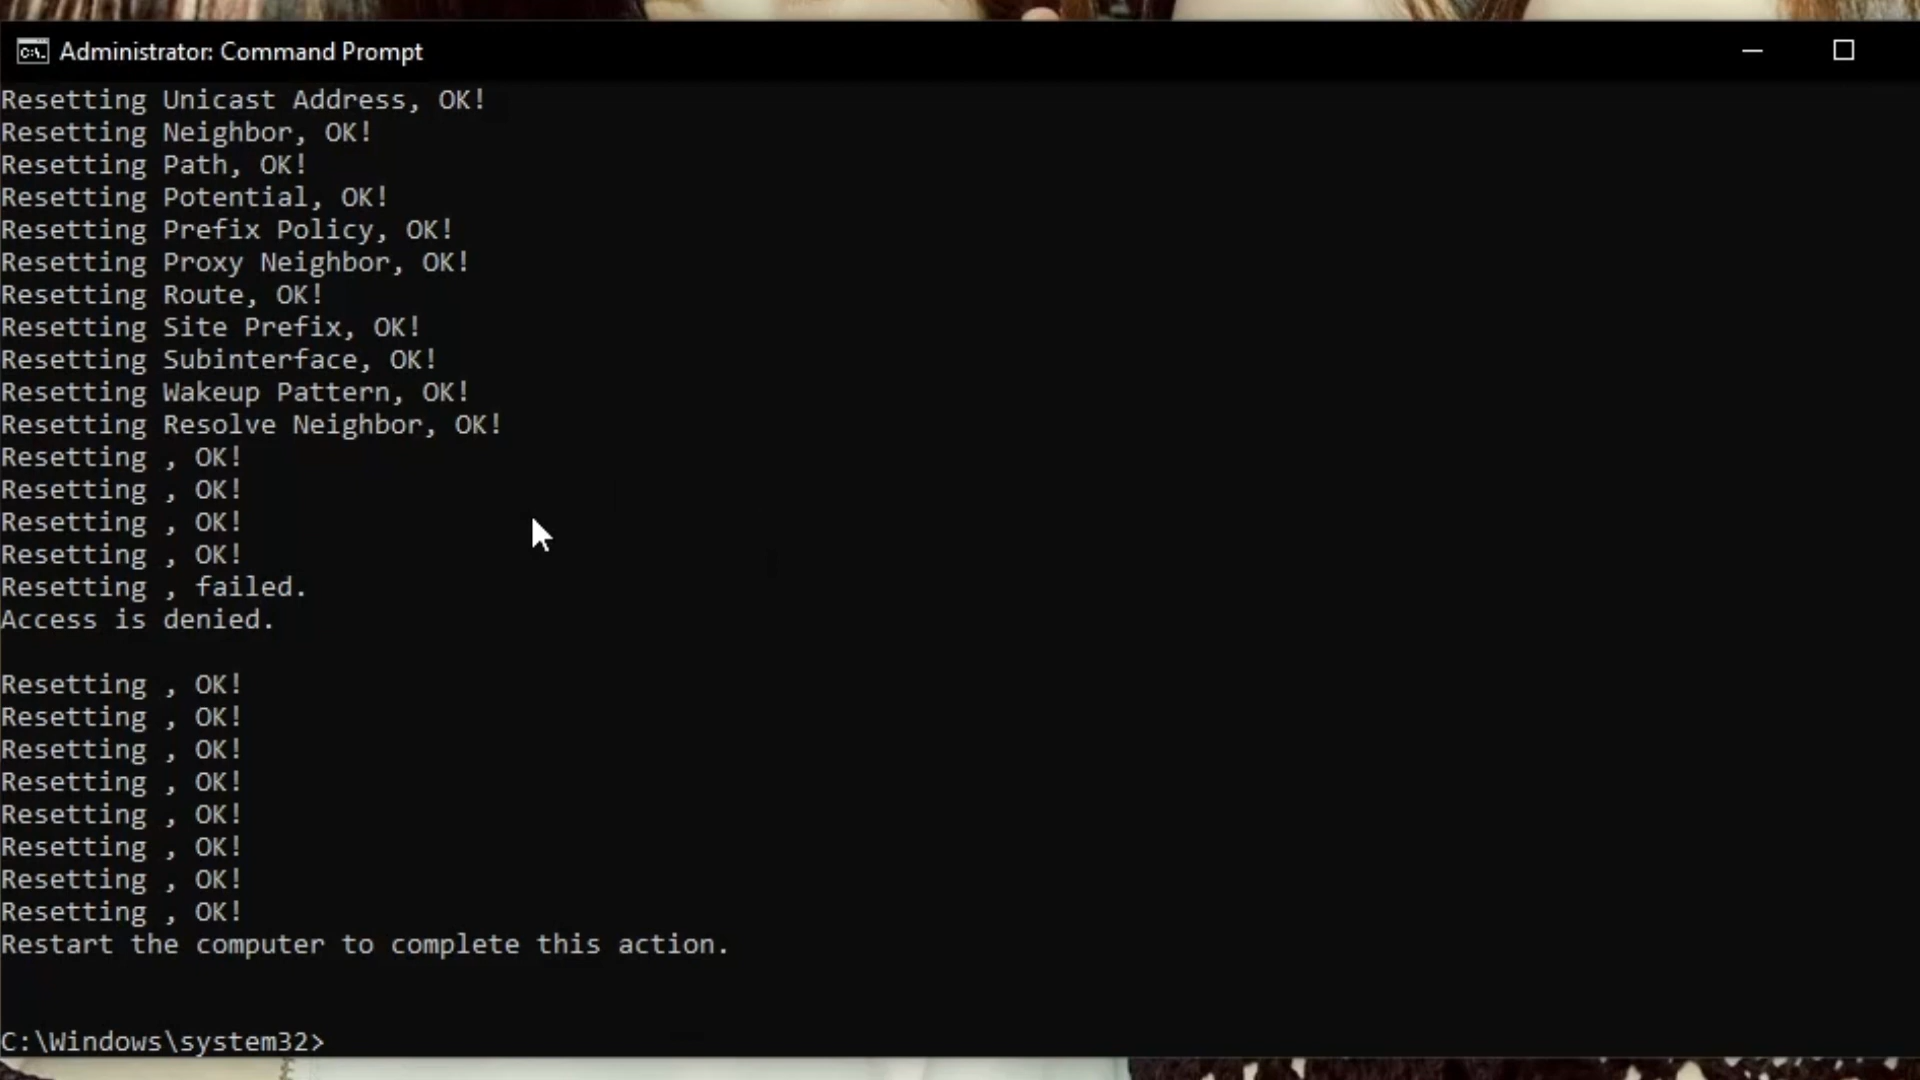 Administrator: Command Prompt
Resetting Unicast Address, OK!
Resetting Neighbor, OK!
Resetting Path, OK!
Resetting Potential, OK!
Resetting Prefix Policy, OK!
Resetting Proxy Neighbor, OK!
Resetting Route, OK!
Resetting Site Prefix, OK!
Resetting Subinterface, OK!
Resetting Wakeup Pattern, OK!
Resetting Resolve Neighbor, OK!
Resetting , OK!
Resetting , OK!
Resetting , OK!
Resetting , OK!
Resetting , failed.
Access is denied.
Resetting , OK!
Resetting , OK!
Resetting , OK!
Resetting , OK!
Resetting , OK!
Resetting , OK!
Resetting , OK!
Resetting , OK!
Restart the computer to complete this action.
C:\Windows\system32>